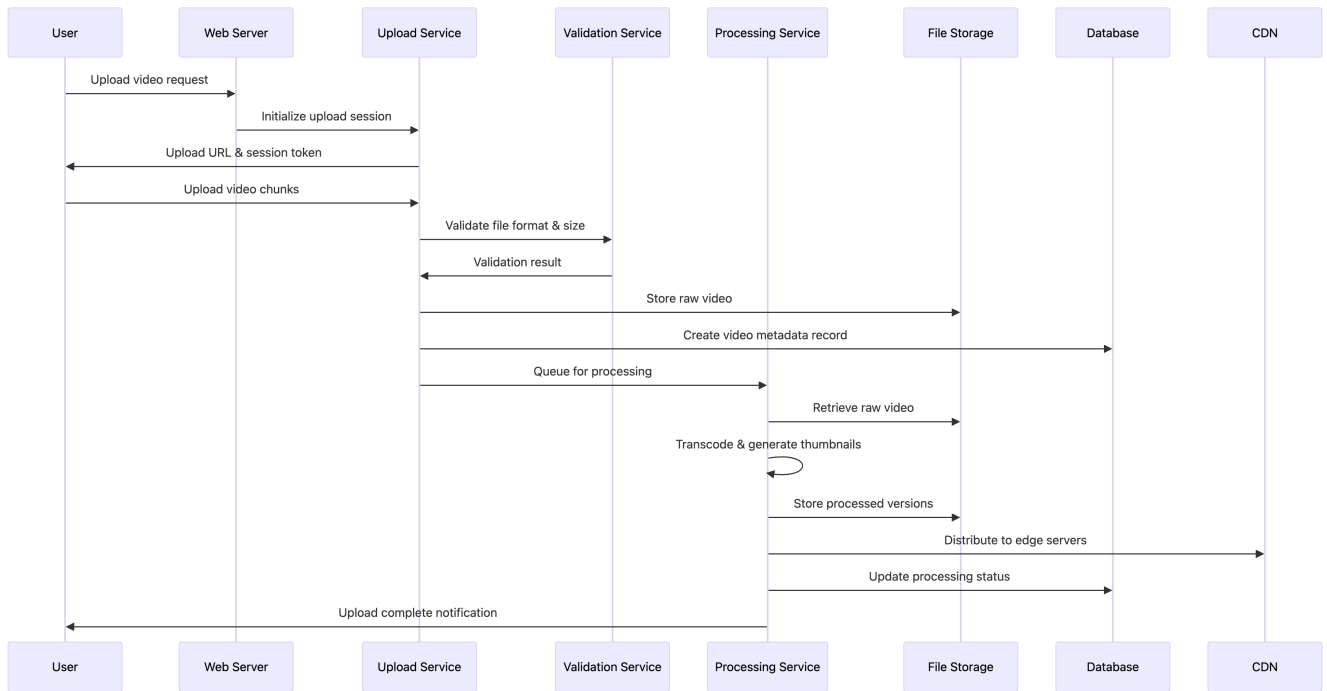 User
Web Server
Upload Service
Validation Service
Processing Service
File Storage
Database
CDN
Upload video request
Initialize upload session
Upload URL & session token
Upload video chunks
Validate file format & size
Validation result
Store raw video
Create video metadata record
Queue for processing
Retrieve raw video
Transcode & generate thumbnails
Store processed versions
Distribute to edge servers
Update processing status
Upload complete notification
User
Web Server
Upload Service
Validation Service
Processing Service
File Storage
Database
CDN